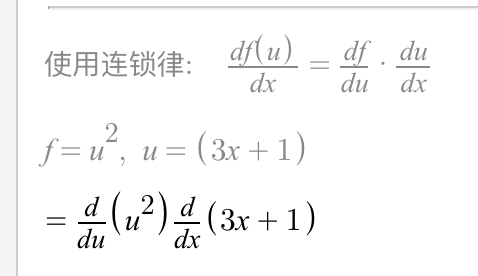 使用连锁律: df(u)/dx = df/du · du/dx
f = u², u = (3x + 1)
= d/du (u²) d/dx (3x + 1)